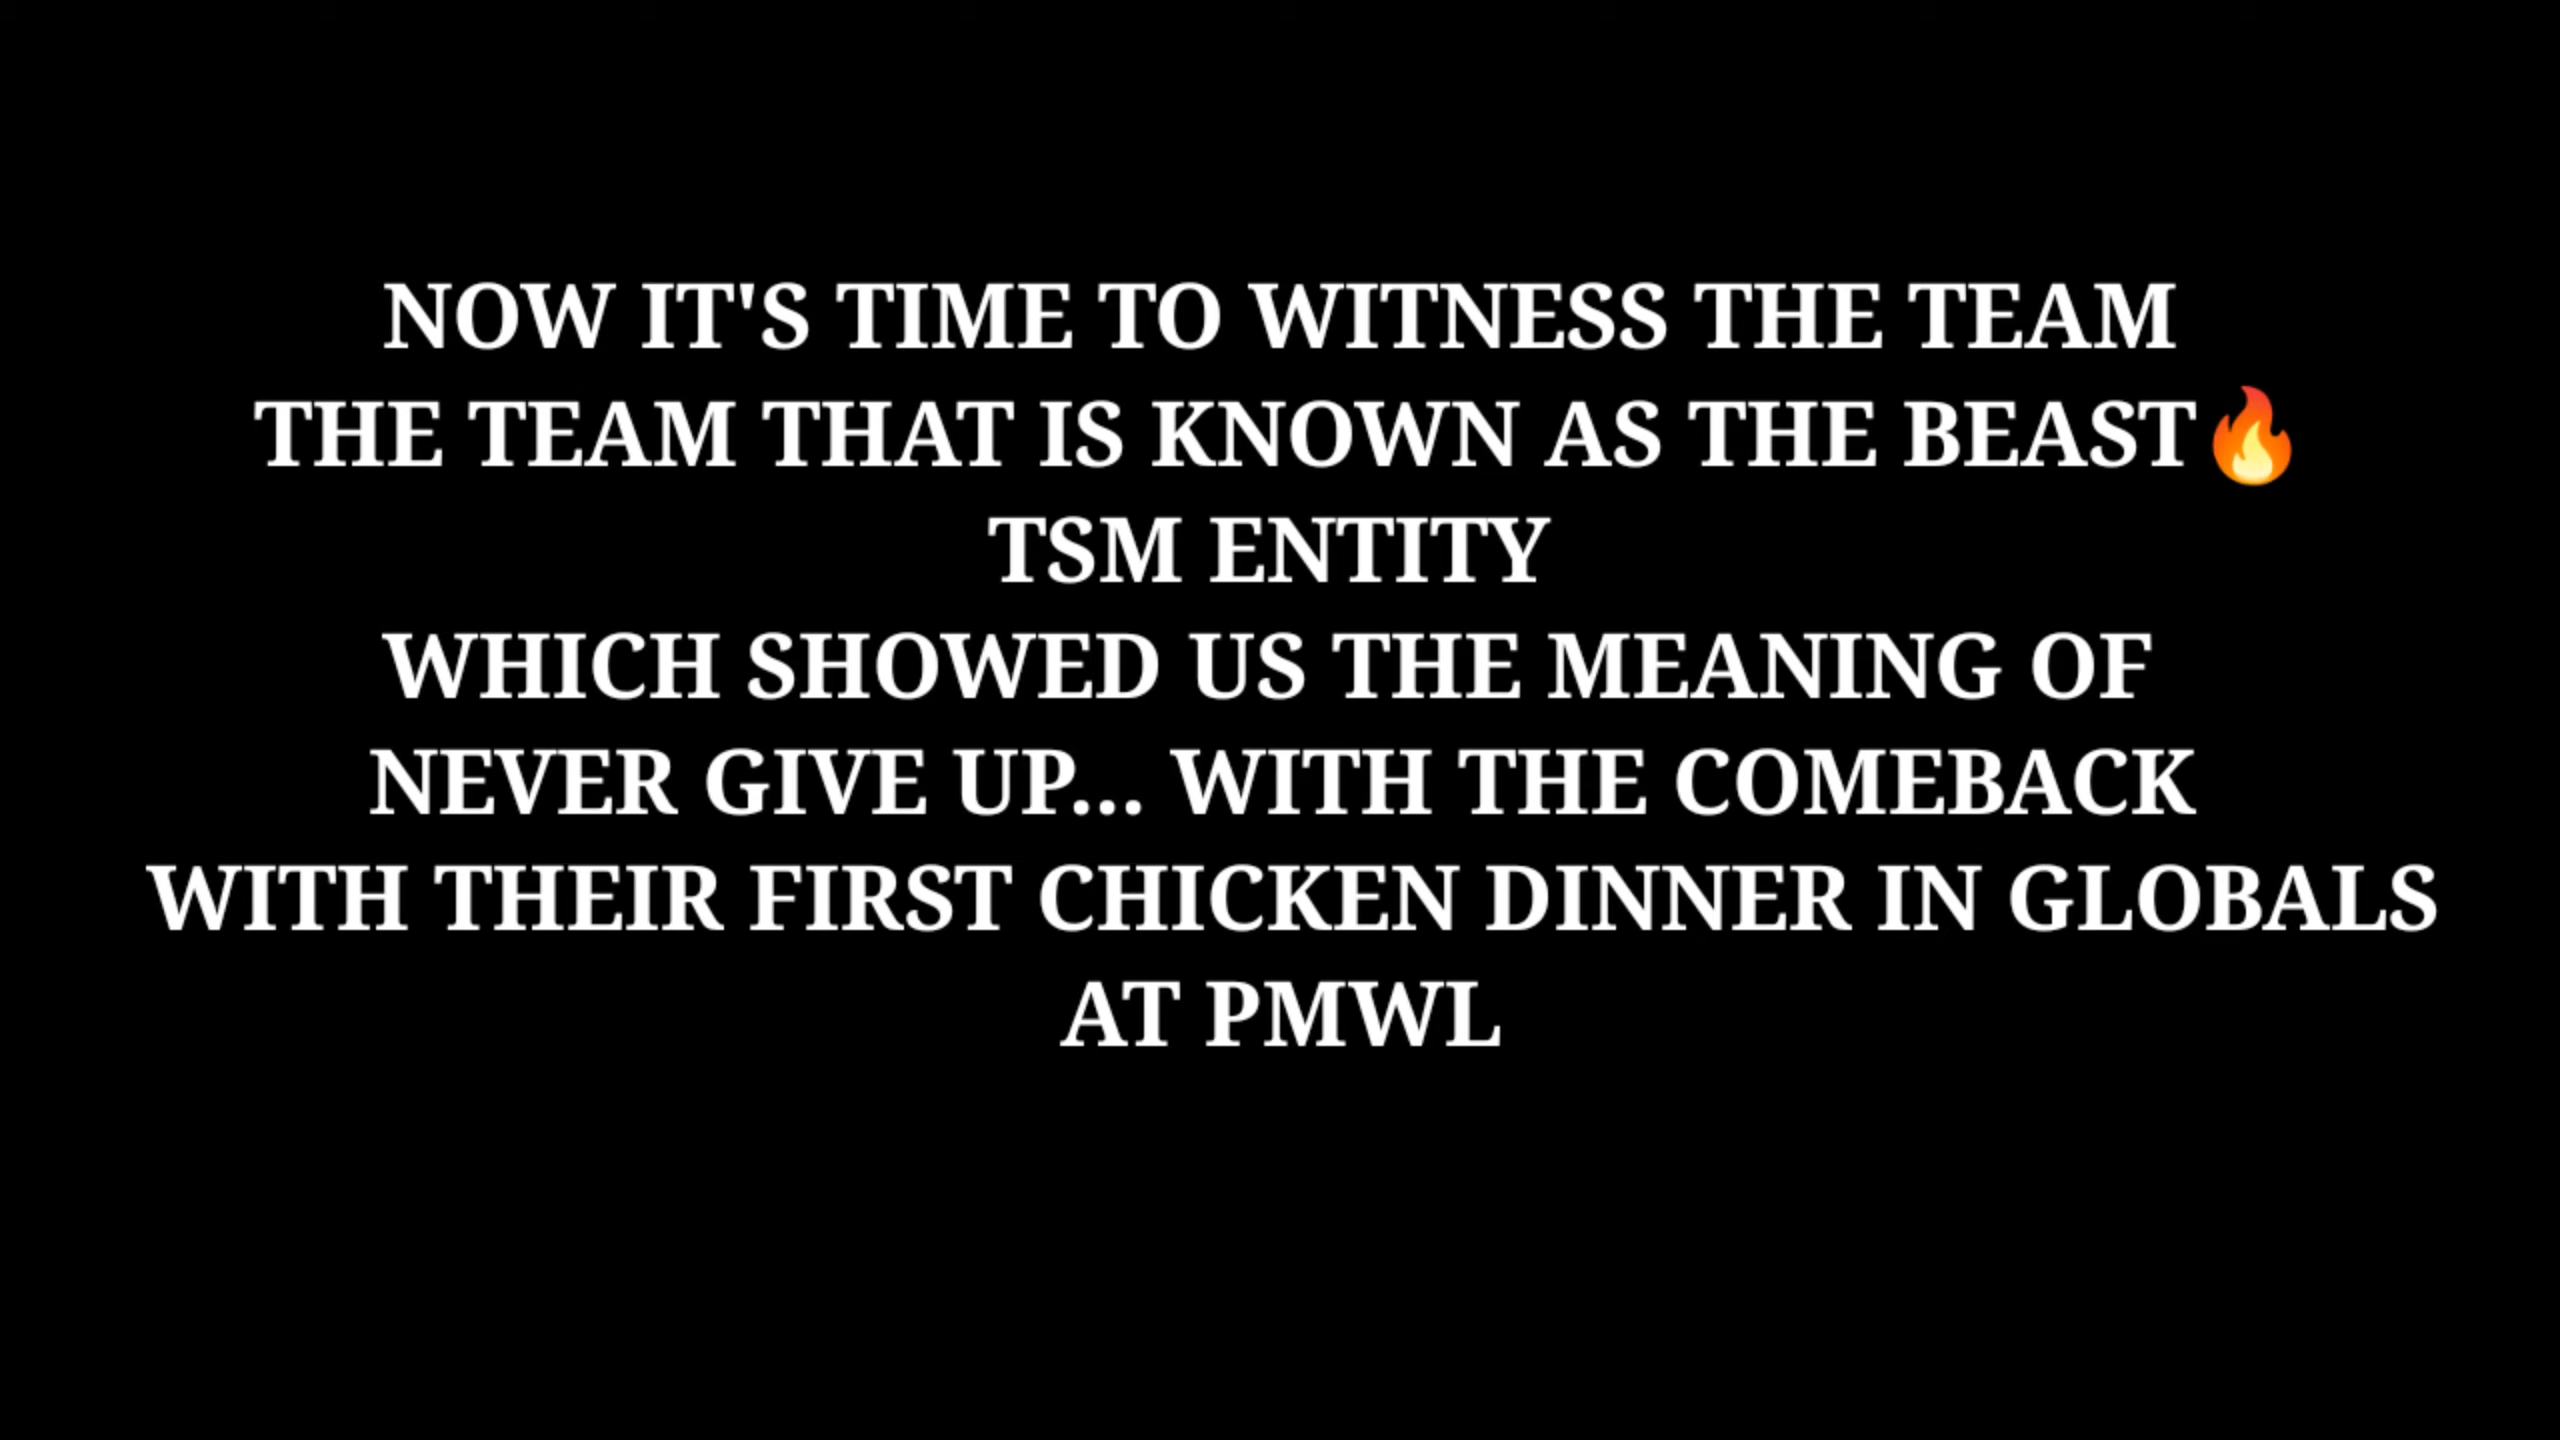 NOW IT'S TIME TO WITNESS THE TEAM
THE TEAM THAT IS KNOWN AS THE BEAST🔥
TSM ENTITY
WHICH SHOWED US THE MEANING OF
NEVER GIVE UP... WITH THE COMEBACK
WITH THEIR FIRST CHICKEN DINNER IN GLOBALS
AT PMWL